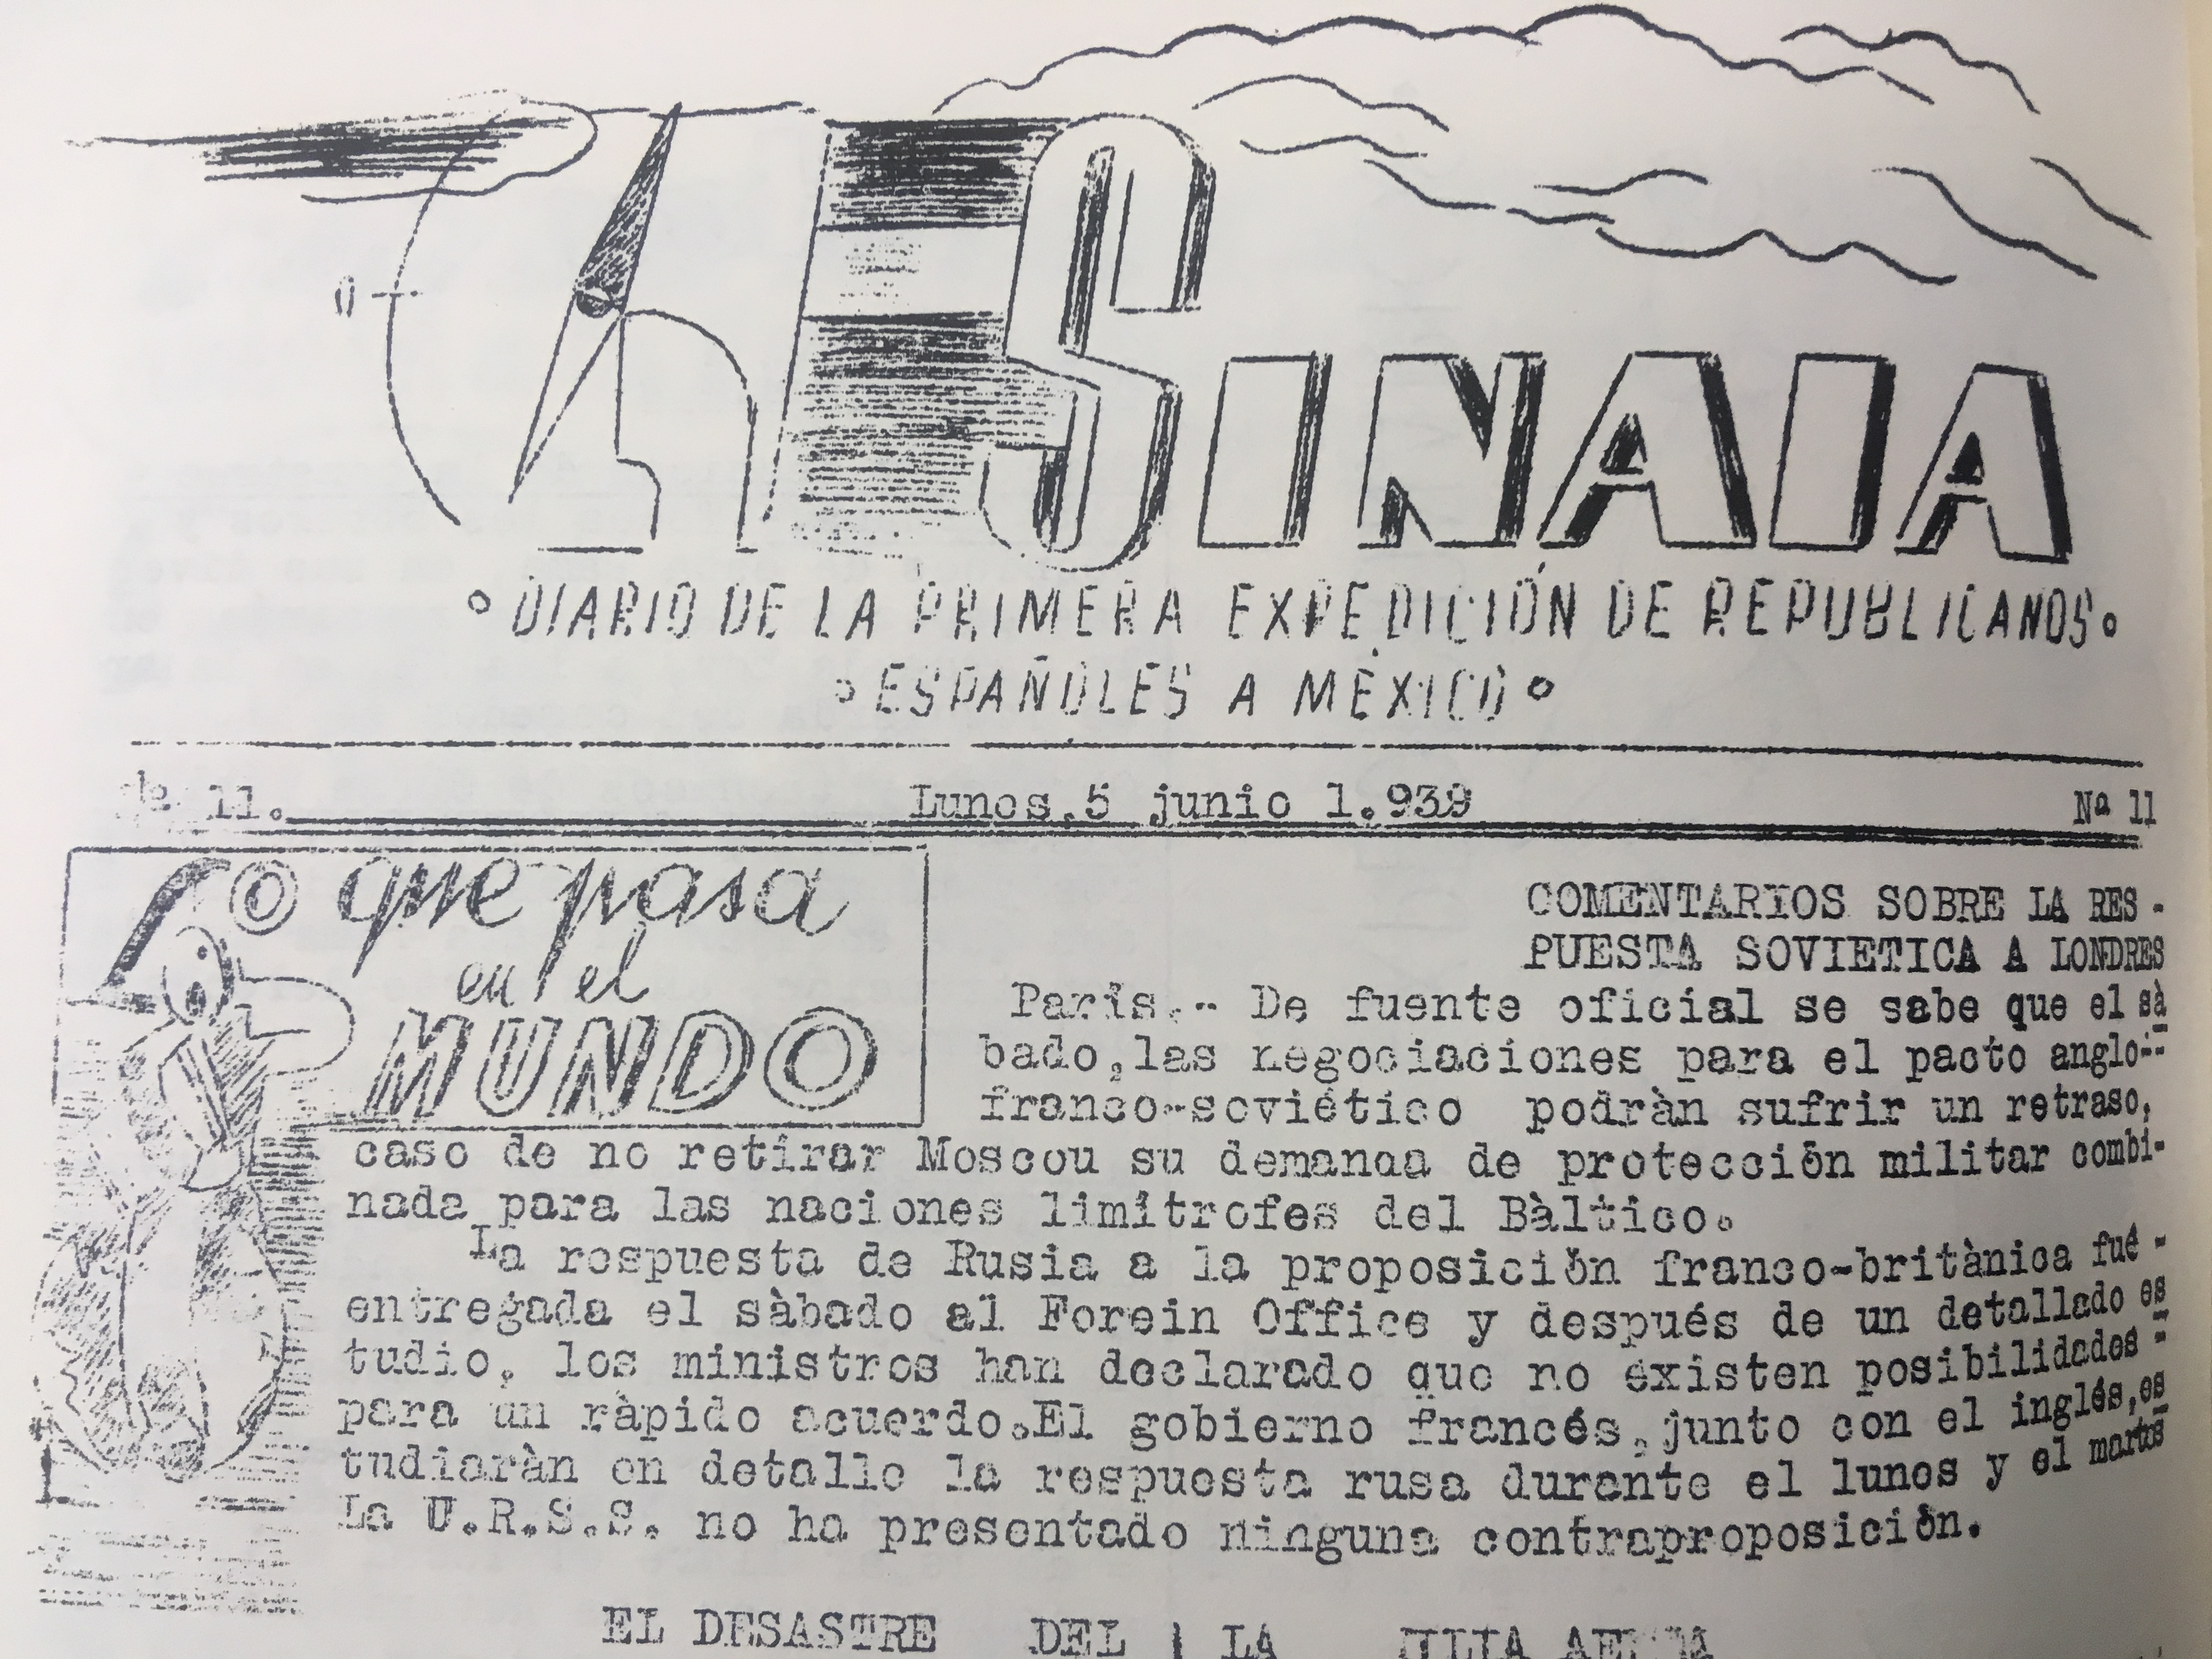 SINAIA
DIARIO DE LA PRIMERA EXPEDICIÓN DE REPUBLICANOS
ESPAÑOLES A MÉXICO
11. Lunes,5 junio 1.939 Nª 11
Lo que pasa
en el
MUNDO
COMENTARIOS SOBRE LA RES-
PUESTA SOVIETICA A LONDRES
París.- De fuente oficial se sabe que el sà
bado,las negociaciones para el pacto anglo--
franco-soviético podràn sufrir un retraso,
caso de no retirar Moscou su demanda de protección militar combi-
nada para las naciones limítrofes del Bàltico.
La respuesta de Rusia a la proposición franco-britànica fué -
entregada el sàbado al Forein Office y después de un detallado es
tudio, los ministros han declarado que no existen posibilidades -
para un ràpido acuerdo.El gobierno francés,junto con el inglés,es
tudiaràn en detalle la respuesta rusa durante el lunes y el martes
La U.R.S.S. no ha presentado ninguna contraproposición.
EL DESASTRE DEL LA